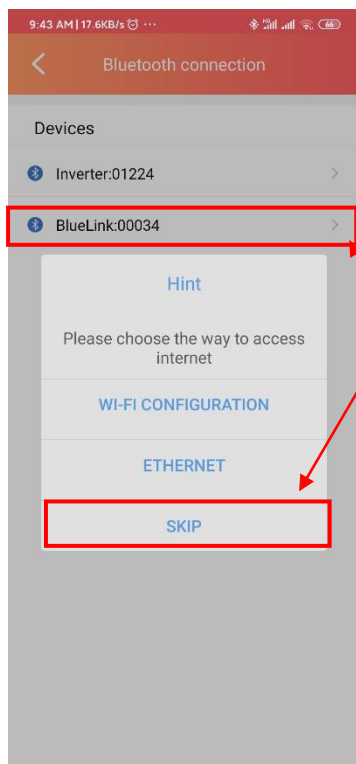 9:43 AM | 17.6KB/s ···
66
Bluetooth connection
Devices
Inverter:01224
BlueLink:00034
Hint
Please choose the way to access
internet
WI-FI CONFIGURATION
ETHERNET
SKIP